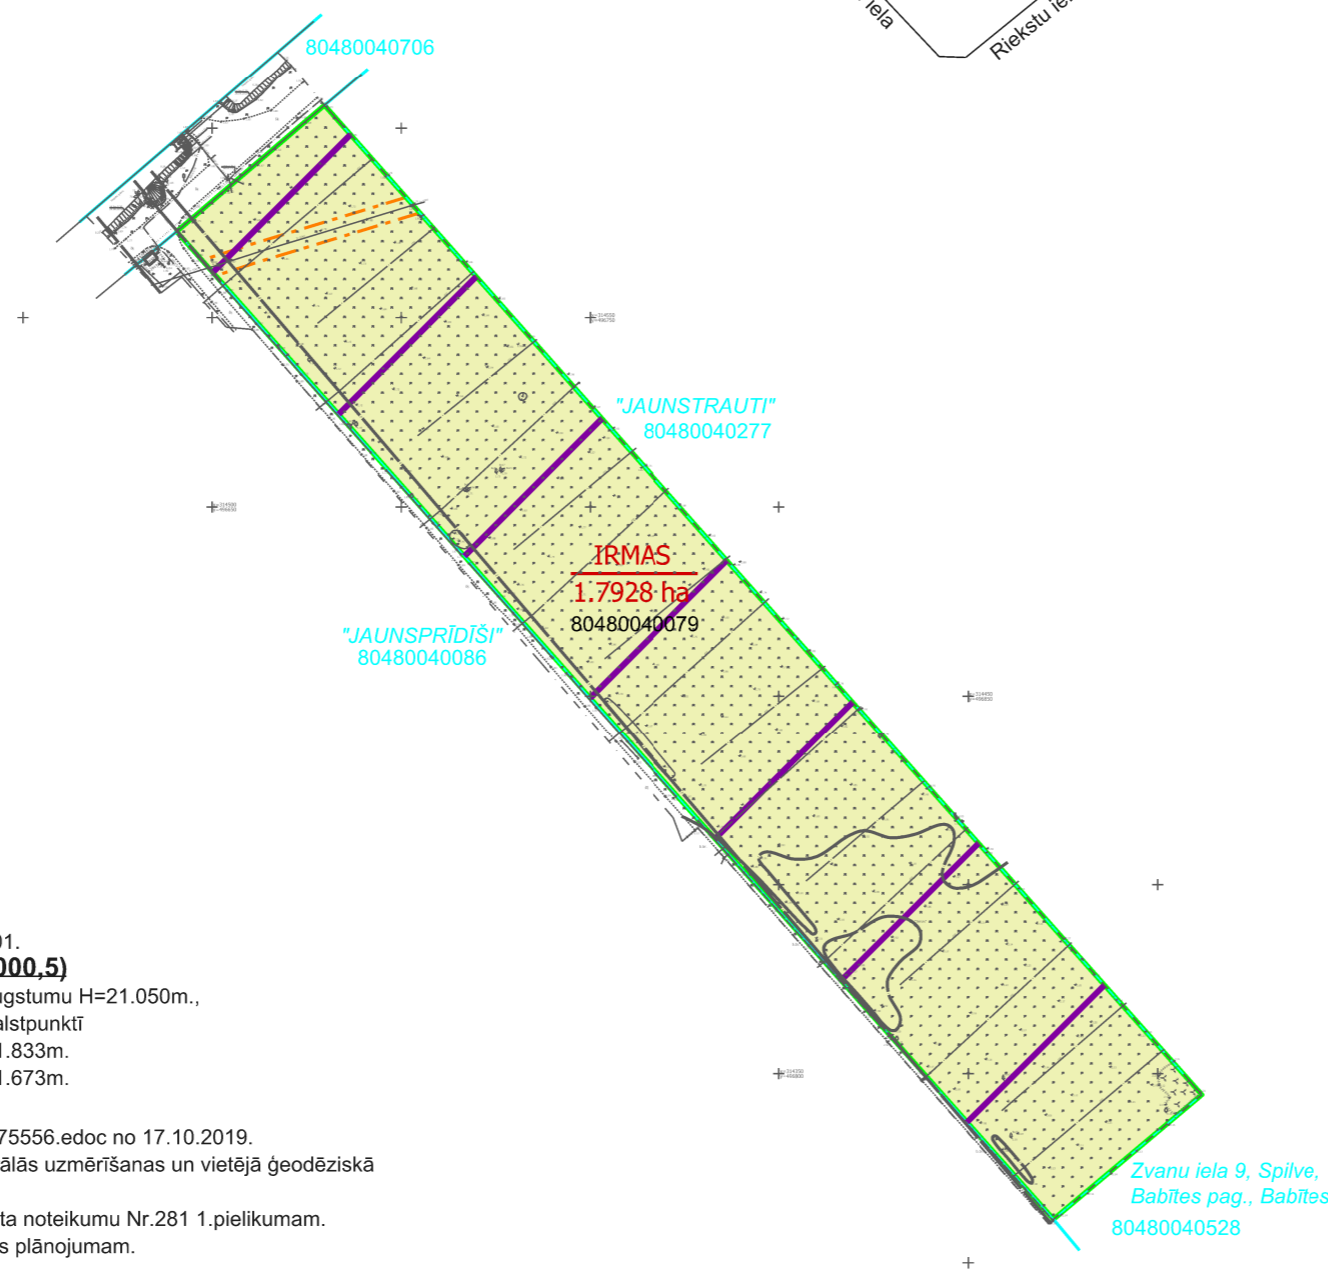 iela
Riekstu iel
80480040706
"JAUNSTRAUTI"
80480040277
IRMAS
1.7928 ha
80480040079
"JAUNSPRĪDĪŠI"
80480040086
01.
000,5)
ugstumu H=21.050m.,
alstpunktī
1.833m.
1.673m.
75556.edoc no 17.10.2019.
ālās uzmērīšanas un vietējā ģeodēziskā
ta noteikumu Nr.281 1.pielikumam.
s plānojumam.
Zvanu iela 9, Spilve,
Babītes pag., Babītes
80480040528